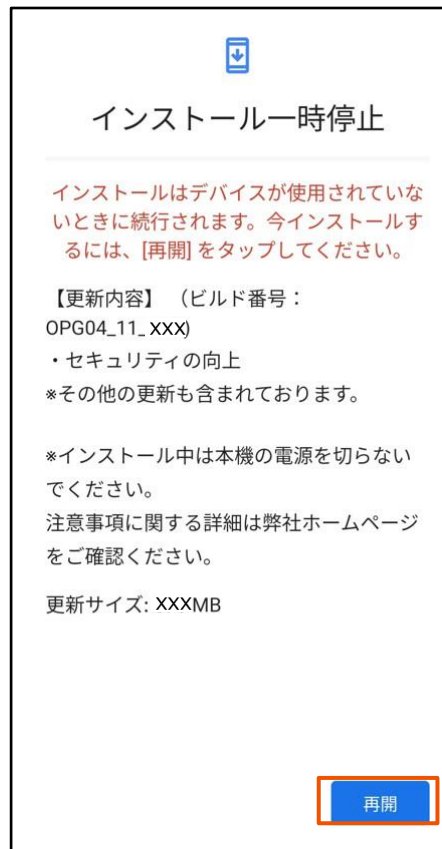 インストール一時停止
インストールはデバイスが使用されていな
いときに続行されます。今インストールす
るには、[再開] をタップしてください。
【更新内容】 （ビルド番号：
OPG04_11_ XXX)
・セキュリティの向上
※その他の更新も含まれております。
※インストール中は本機の電源を切らない
でください。
注意事項に関する詳細は弊社ホームページ
をご確認ください。
更新サイズ: XXXMB
再開